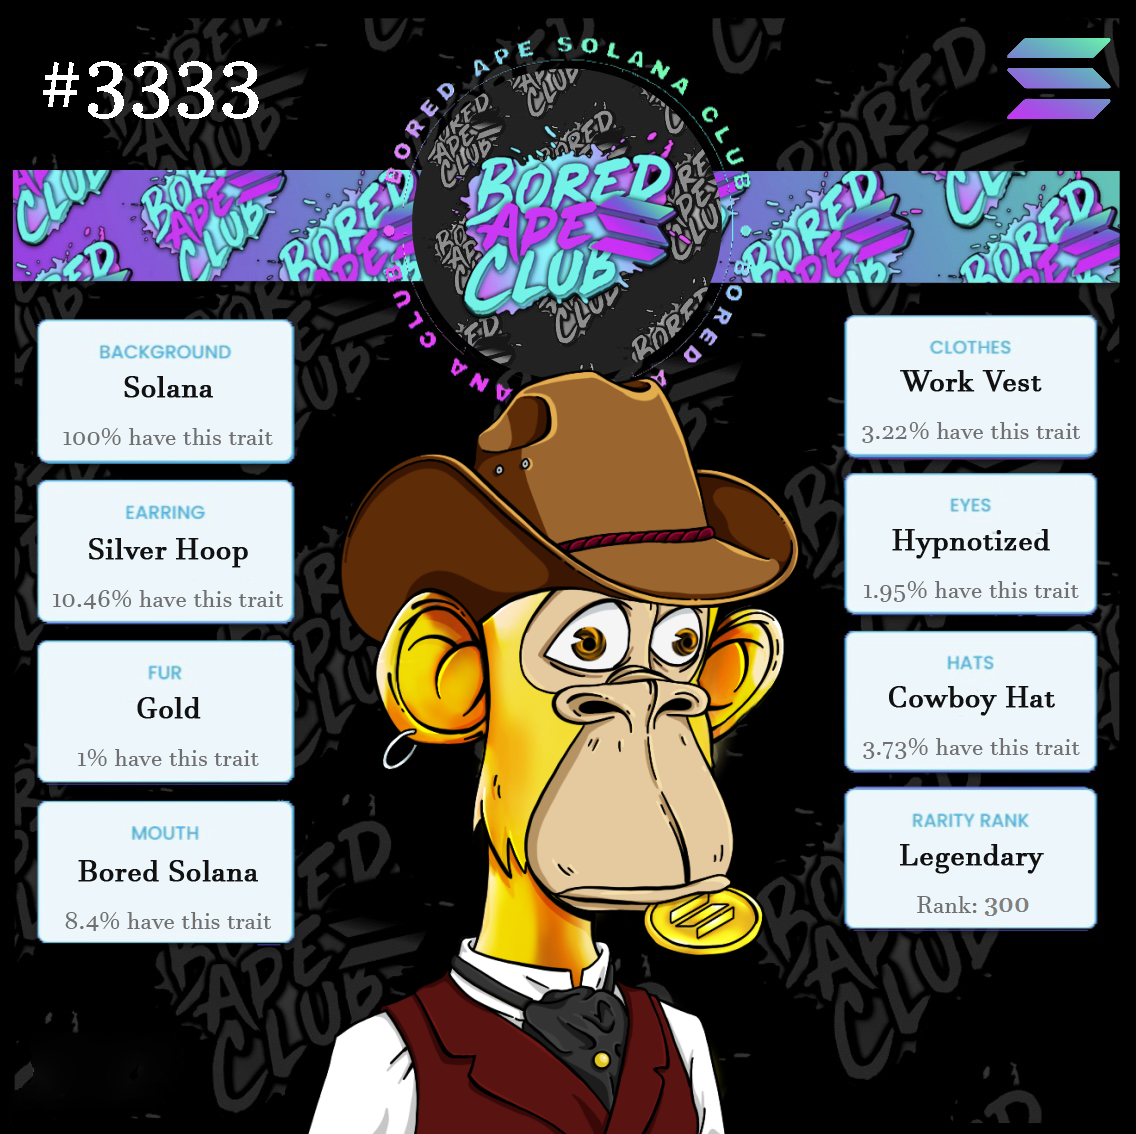 #3333
BORED APE SOLANA CLUB
BORED
APE
CLUB
BACKGROUND
Solana
100% have this trait
EARRING
Silver Hoop
10.46% have this trait
FUR
Gold
1% have this trait
MOUTH
Bored Solana
8.4% have this trait
CLOTHES
Work Vest
3.22% have this trait
EYES
Hypnotized
1.95% have this trait
HATS
Cowboy Hat
3.73% have this trait
RARITY RANK
Legendary
Rank: 300